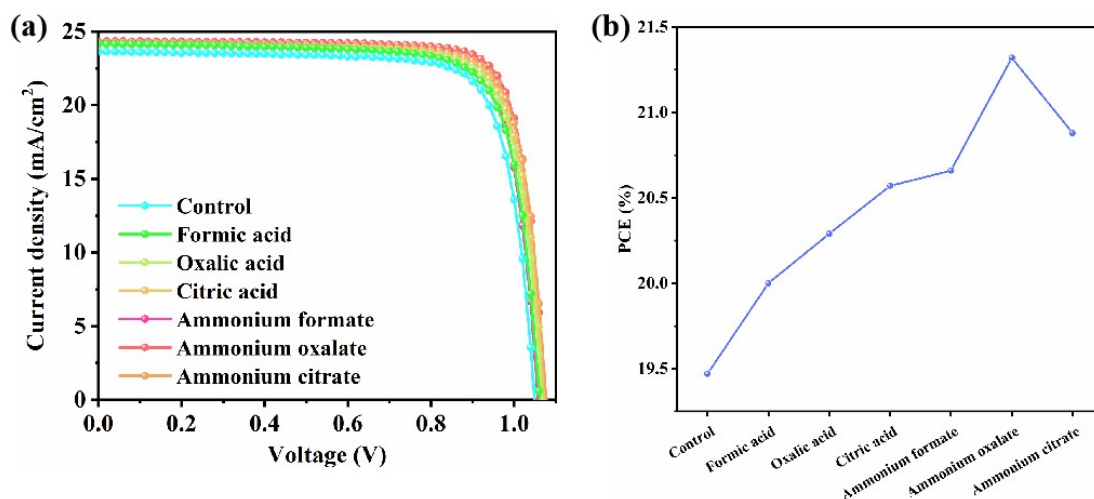 (a)
25
20
15
10
5
0
Current density (mA/cm²)
Control
Formic acid
Oxalic acid
Citric acid
Ammonium formate
Ammonium oxalate
Ammonium citrate
0.0 0.2 0.4 0.6 0.8 1.0
Voltage (V)
(b)
21.5
21.0
20.5
20.0
19.5
PCE (%)
Control
Formic acid
Oxalic acid
Citric acid
Ammonium formate
Ammonium oxalate
Ammonium citrate